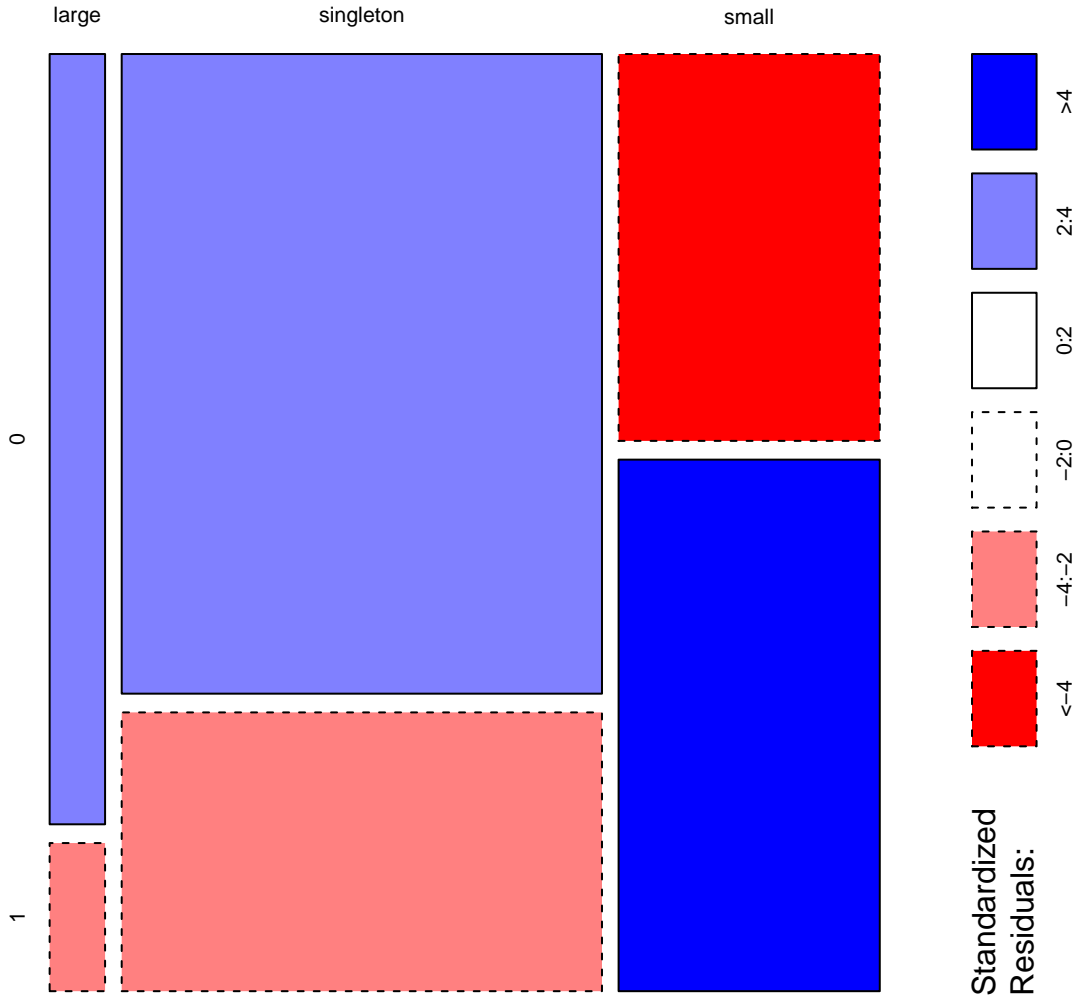 large
singleton
small
0
1
Standardized
Residuals:
<−4
−4:−2
−2:0
0:2
2:4
>4